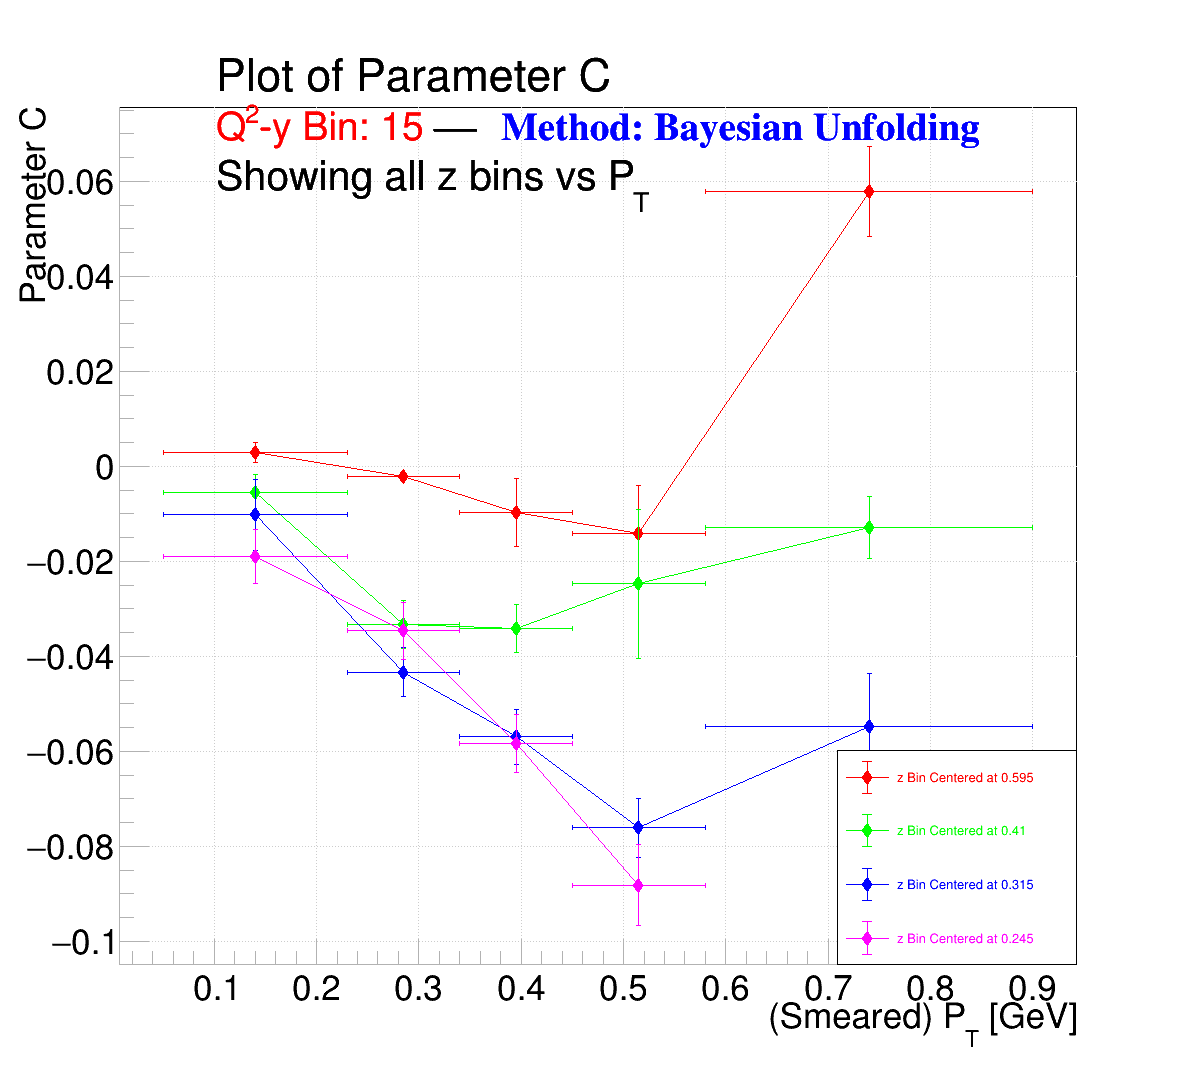 Plot of Parameter C
Q²-y Bin: 15 — Method: Bayesian Unfolding
Showing all z bins vs P_T
Parameter C
0.06
0.04
0.02
0
−0.02
−0.04
−0.06
−0.08
−0.1
z Bin Centered at 0.595
z Bin Centered at 0.41
z Bin Centered at 0.315
z Bin Centered at 0.245
0.1 0.2 0.3 0.4 0.5 0.6 0.7 0.8 0.9
(Smeared) P_T [GeV]